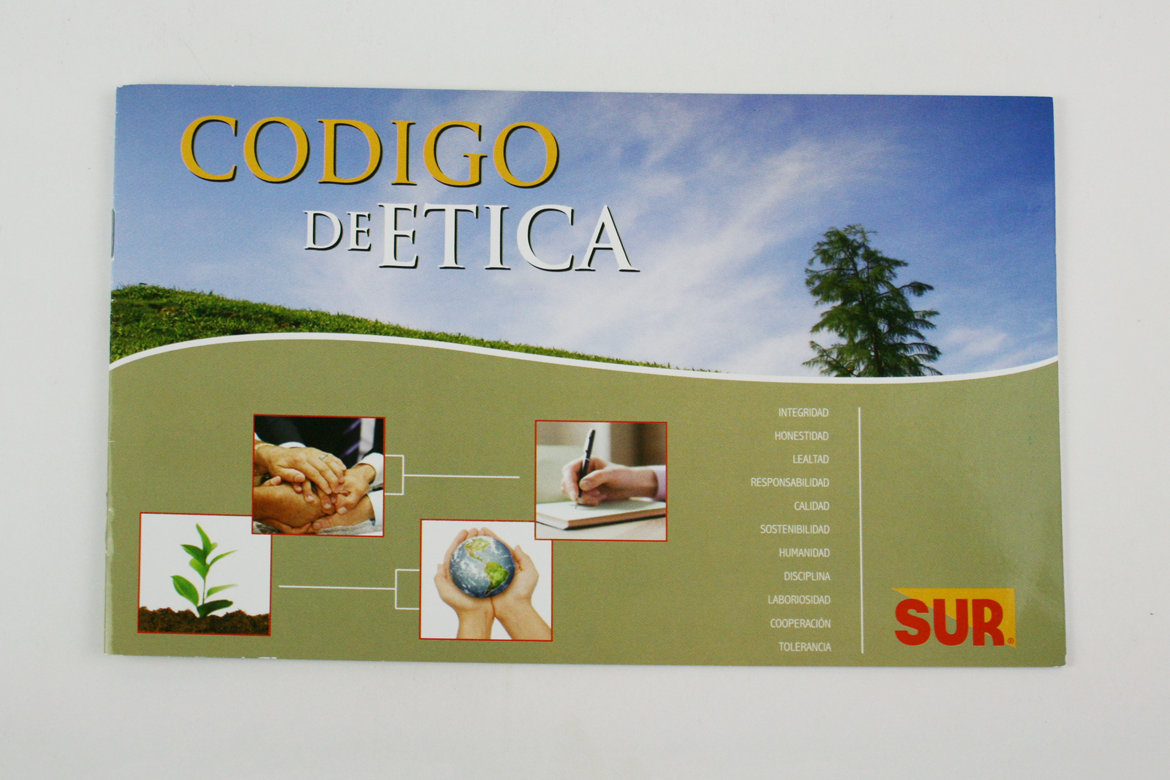 CODIGO
DE ETICA
INTEGRIDAD
HONESTIDAD
LEALTAD
RESPONSABILIDAD
CALIDAD
SOSTENIBILIDAD
HUMANIDAD
DISCIPLINA
LABORIOSIDAD
COOPERACIÓN
TOLERANCIA
SUR®